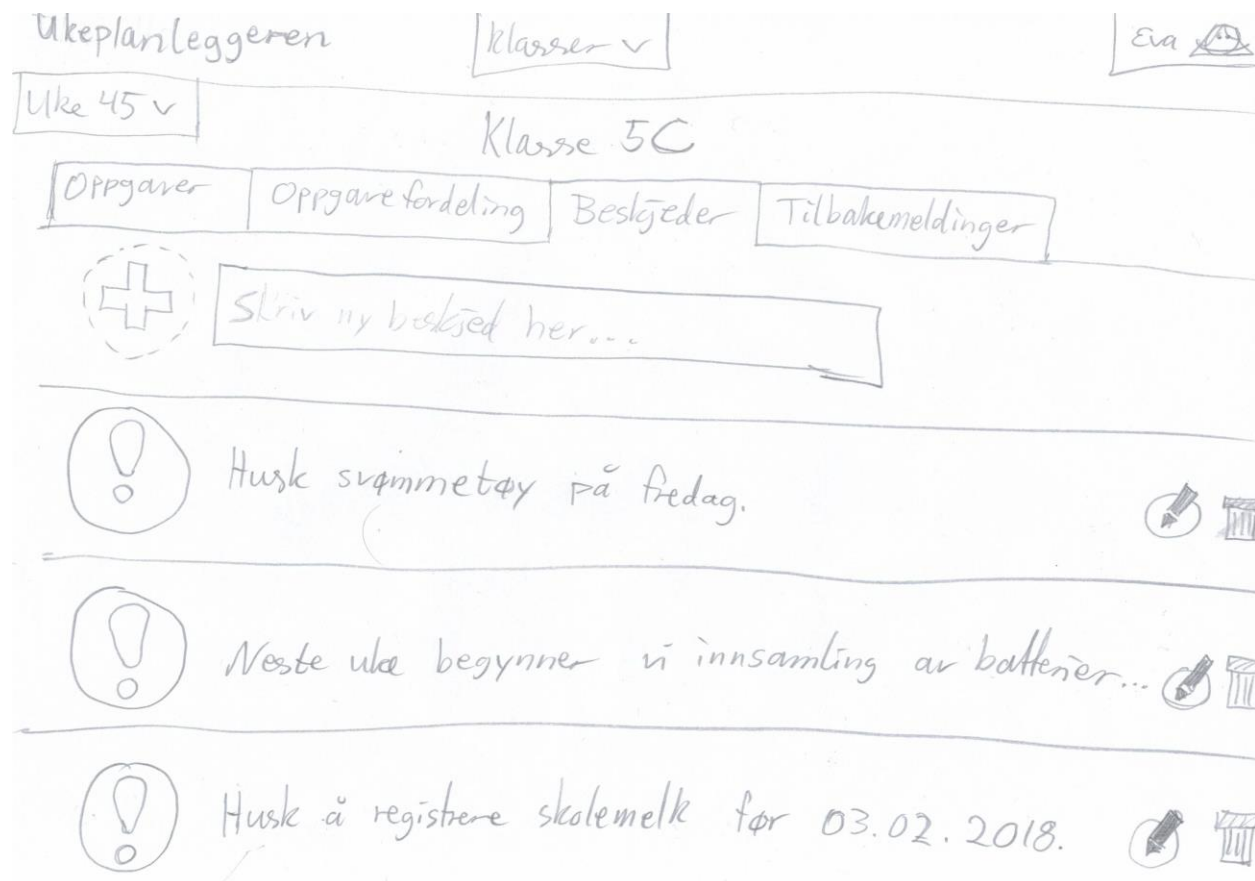 Ukeplanleggeren
Klasser
Eva
Uke 45
Klasse 5C
Oppgaver
Oppgavefordeling
Beskjeder
Tilbakemeldinger
Skriv ny beskjed her...
Husk svømmetøy på fredag.
Neste uke begynner vi innsamling av batterier...
Husk å registrere skolemelk før 03.02.2018.